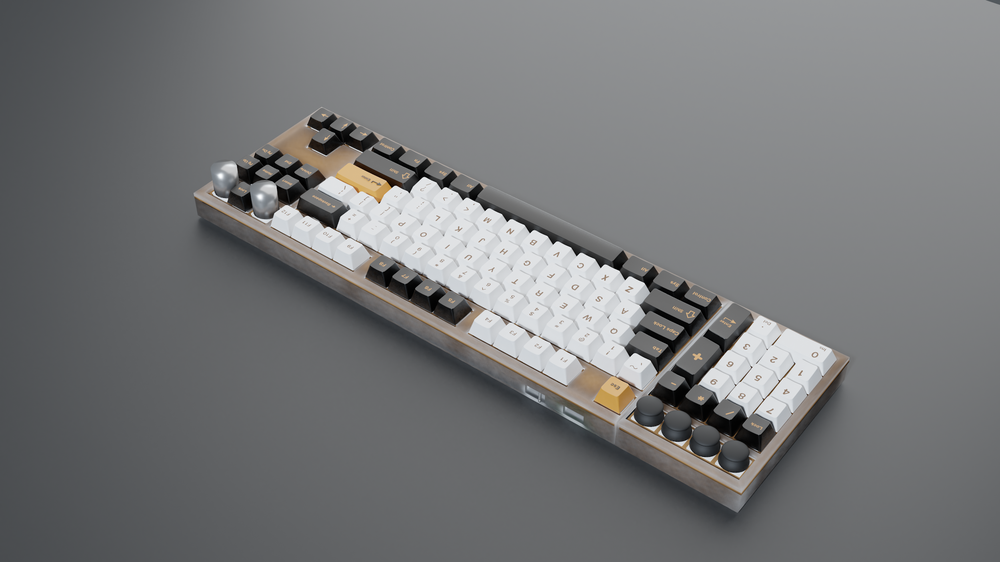 Esc
F1 F2 F3 F4
F5 F6 F7 F8
F9 F10 F11 F12
Lock
~ `
! 1
@ 2
# 3
$ 4
% 5
^ 6
& 7
* 8
( 9
) 0
_ -
+ =
← Backspace
Insert Home Pg Up
Tab Q W E R T Y U I O P
{ [
} ]
| \
Delete End Pg Dn
Caps Lock A S D F G H J K L
: ;
" '
Enter
Shift Z X C V B N M
< ,
> .
? /
Shift
↑
Control Sys Alt
Alt Sys Fn Control
← ↓ →
Lock / * -
7 8 9 +
4 5 6
1 2 3 Enter
0 Ins
. Del